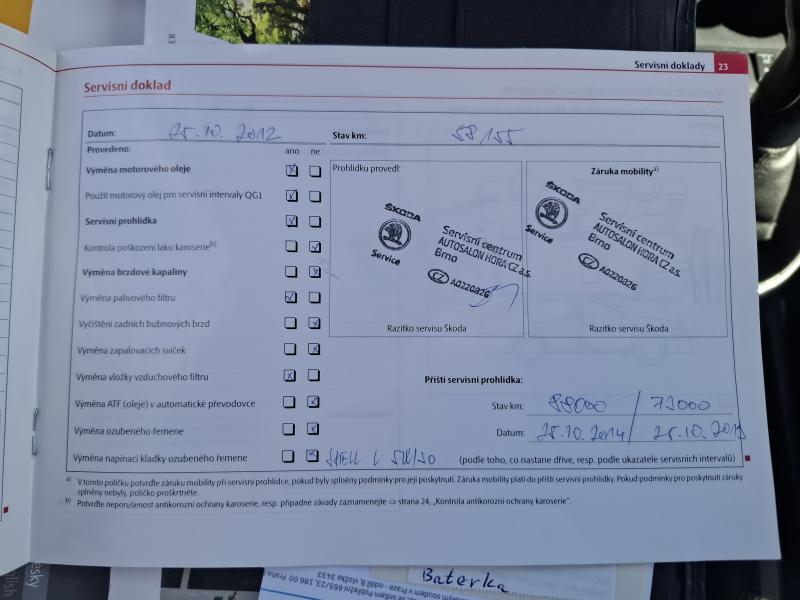 Servisní doklady 23
Servisní doklad
Datum: 25.10.2012 Stav km: 58155
Provedeno: ano ne
Výměna motorového oleje
Použit motorový olej pro servisní intervaly QG1
Servisní prohlídka
Kontrola poškození laku karoserie b)
Výměna brzdové kapaliny
Výměna palivového filtru
Vyčištění zadních bubnových brzd
Výměna zapalovacích svíček
Výměna vložky vzduchového filtru
Výměna ATF (oleje) v automatické převodovce
Výměna ozubeného řemene
Výměna napínací kladky ozubeného řemene
Prohlídku provedl:
ŠKODA
Service
Servisní centrum
AUTOSALON HORA CZ a.s.
Brno
CZ A0220826
Razítko servisu Škoda
Záruka mobility a)
ŠKODA
Service
Servisní centrum
AUTOSALON HORA CZ a.s.
Brno
CZ A0220826
Razítko servisu Škoda
Příští servisní prohlídka:
Stav km: 88000 / 73000
Datum: 25.10.2014 / 25.10.2013
SHELL L 5W/30 (podle toho, co nastane dříve, resp. podle ukazatele servisních intervalů)
a) V tomto políčku potvrďte záruku mobility při servisní prohlídce, pokud byly splněny podmínky pro její poskytnutí. Záruka mobility platí do příští servisní prohlídky. Pokud podmínky pro poskytnutí záruky
splněny nebyly, políčko proškrtněte.
b) Potvrďte neporušenost antikorozní ochrany karoserie, resp. případné závady zaznamenejte ⇒ strana 24, „Kontrola antikorozní ochrany karoserie".
Baterka